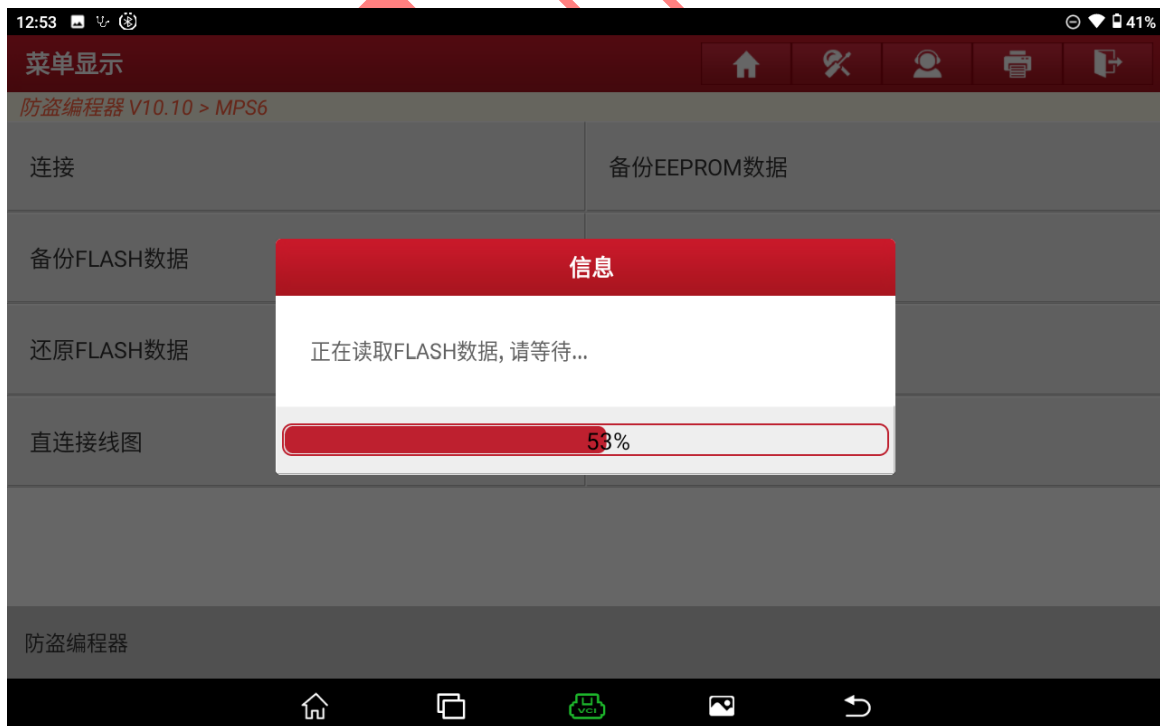 12:53
41%
菜单显示
防盗编程器 V10.10 > MPS6
连接
备份EEPROM数据
备份FLASH数据
信息
还原FLASH数据
正在读取FLASH数据, 请等待...
直连接线图
53%
防盗编程器
VCI